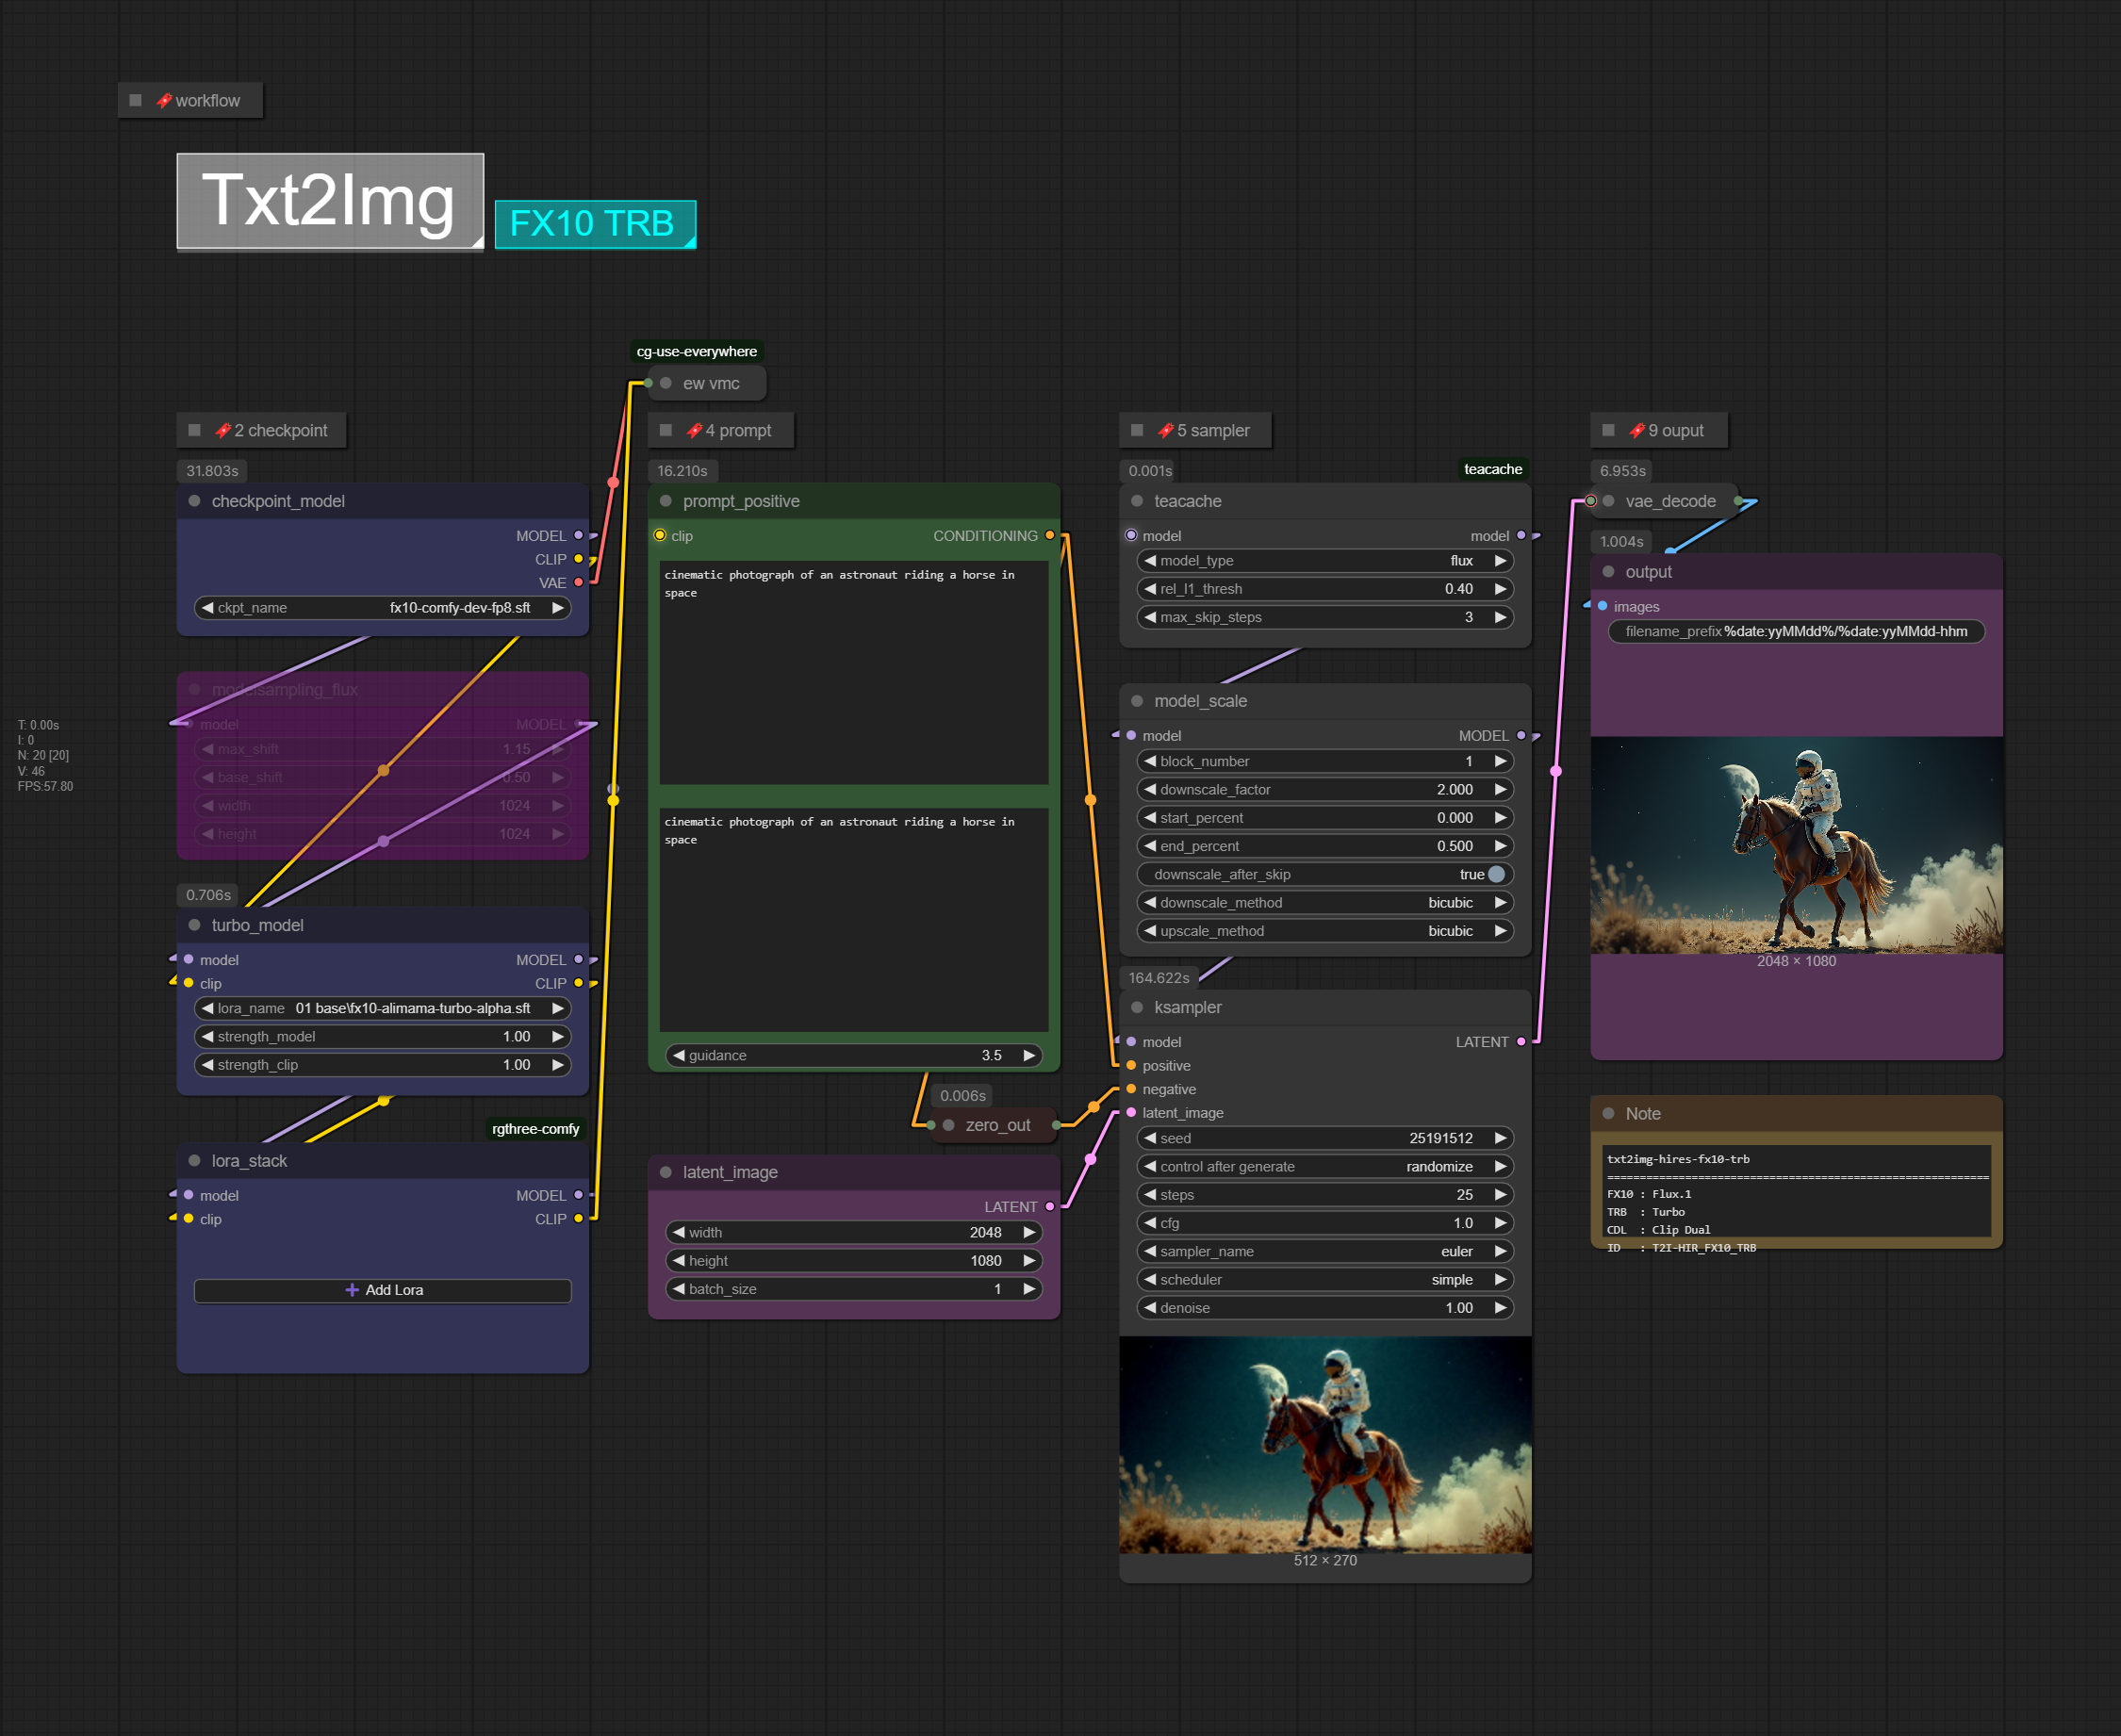 workflow
Txt2Img
FX10 TRB
cg-use-everywhere
ew vmc
2 checkpoint
31.803s
checkpoint_model
MODEL
CLIP
VAE
ckpt_name fx10-comfy-dev-fp8.sft
modelsampling_flux
model MODEL
max_shift 1.15
base_shift 0.50
width 1024
height 1024
T: 0.00s
I: 0
N: 20 [20]
V: 46
FPS:57.80
0.706s
turbo_model
model MODEL
clip CLIP
lora_name 01 base\fx10-alimama-turbo-alpha.sft
strength_model 1.00
strength_clip 1.00
rgthree-comfy
lora_stack
model MODEL
clip CLIP
Add Lora
4 prompt
16.210s
prompt_positive
clip CONDITIONING
cinematic photograph of an astronaut riding a horse in
space
cinematic photograph of an astronaut riding a horse in
space
guidance 3.5
0.006s
zero_out
latent_image
LATENT
width 2048
height 1080
batch_size 1
5 sampler
0.001s
teacache
teacache
model model
model_type flux
rel_l1_thresh 0.40
max_skip_steps 3
model_scale
model MODEL
block_number 1
downscale_factor 2.000
start_percent 0.000
end_percent 0.500
downscale_after_skip true
downscale_method bicubic
upscale_method bicubic
164.622s
ksampler
model LATENT
positive
negative
latent_image
seed 25191512
control after generate randomize
steps 25
cfg 1.0
sampler_name euler
scheduler simple
denoise 1.00
512 × 270
9 ouput
6.953s
vae_decode
1.004s
output
images
filename_prefix %date:yyMMdd%/%date:yyMMdd-hhm
2048 × 1080
Note
txt2img-hires-fx10-trb
===========================================================
FX10 : Flux.1
TRB : Turbo
CDL : Clip Dual
ID : T2I-HIR_FX10_TRB